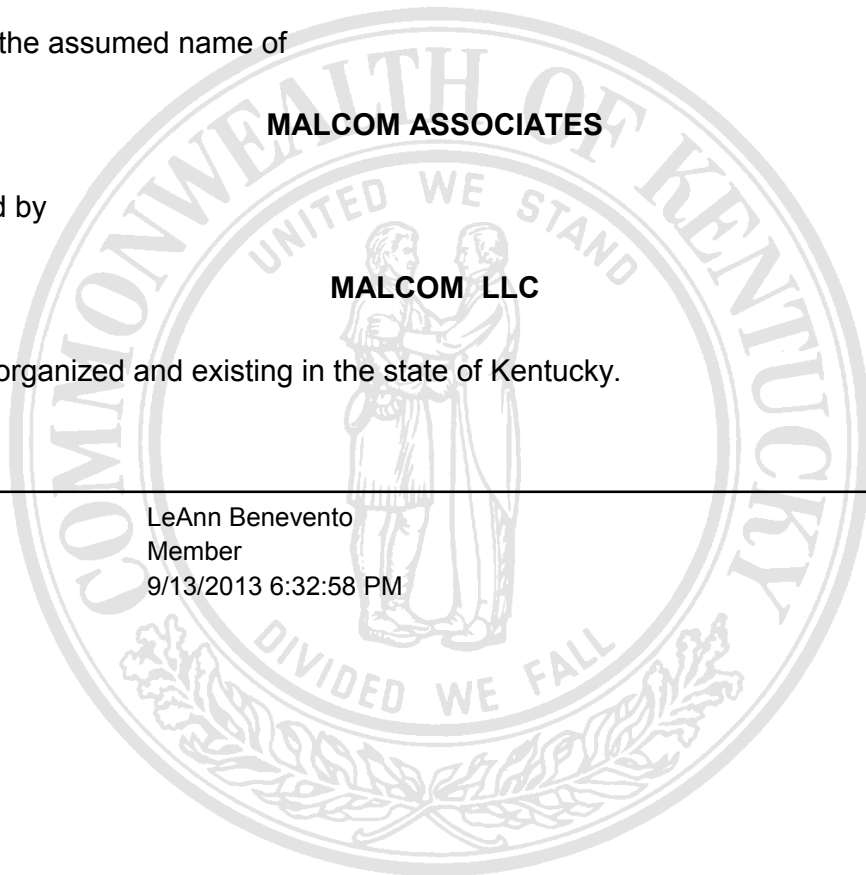 the assumed name of
MALCOM ASSOCIATES
d by
MALCOM  LLC
organized and existing in the state of Kentucky.
LeAnn Benevento
Member
9/13/2013 6:32:58 PM
COMMONWEALTH OF KENTUCKY
UNITED WE STAND
DIVIDED WE FALL